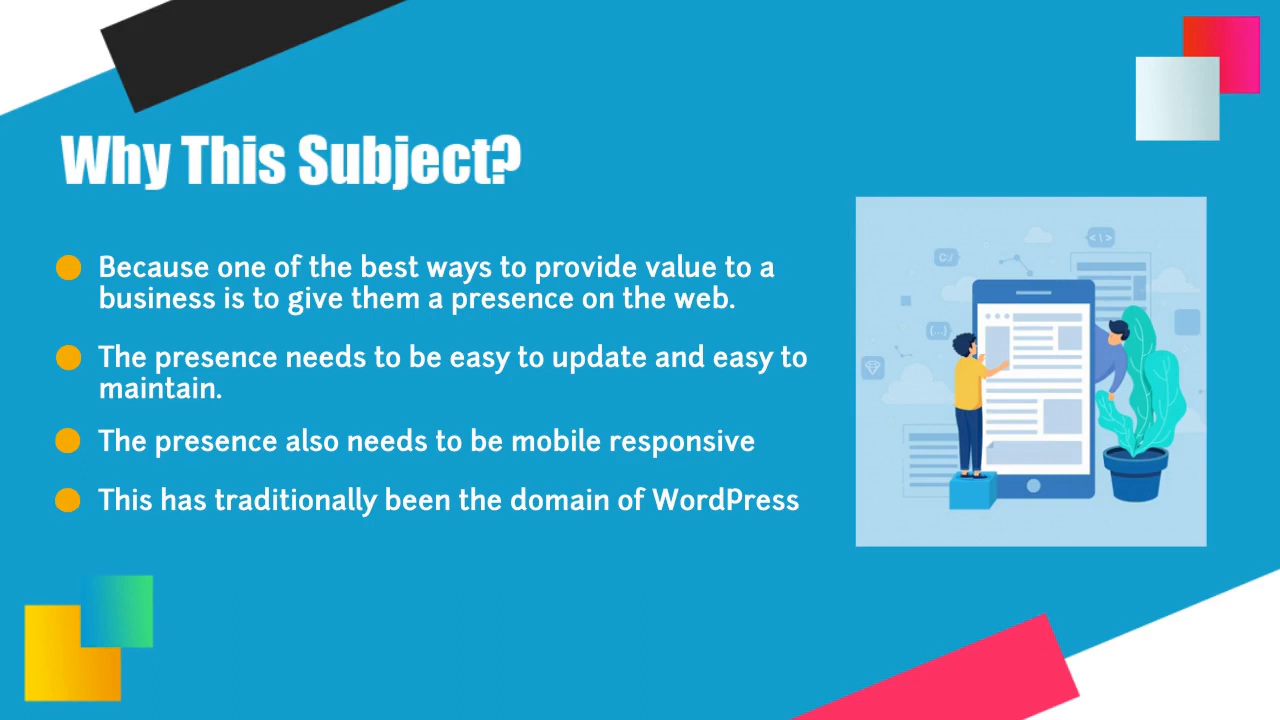 Why This Subject?
Because one of the best ways to provide value to a
business is to give them a presence on the web.
The presence needs to be easy to update and easy to
maintain.
The presence also needs to be mobile responsive
This has traditionally been the domain of WordPress
C:/
</>
{...}